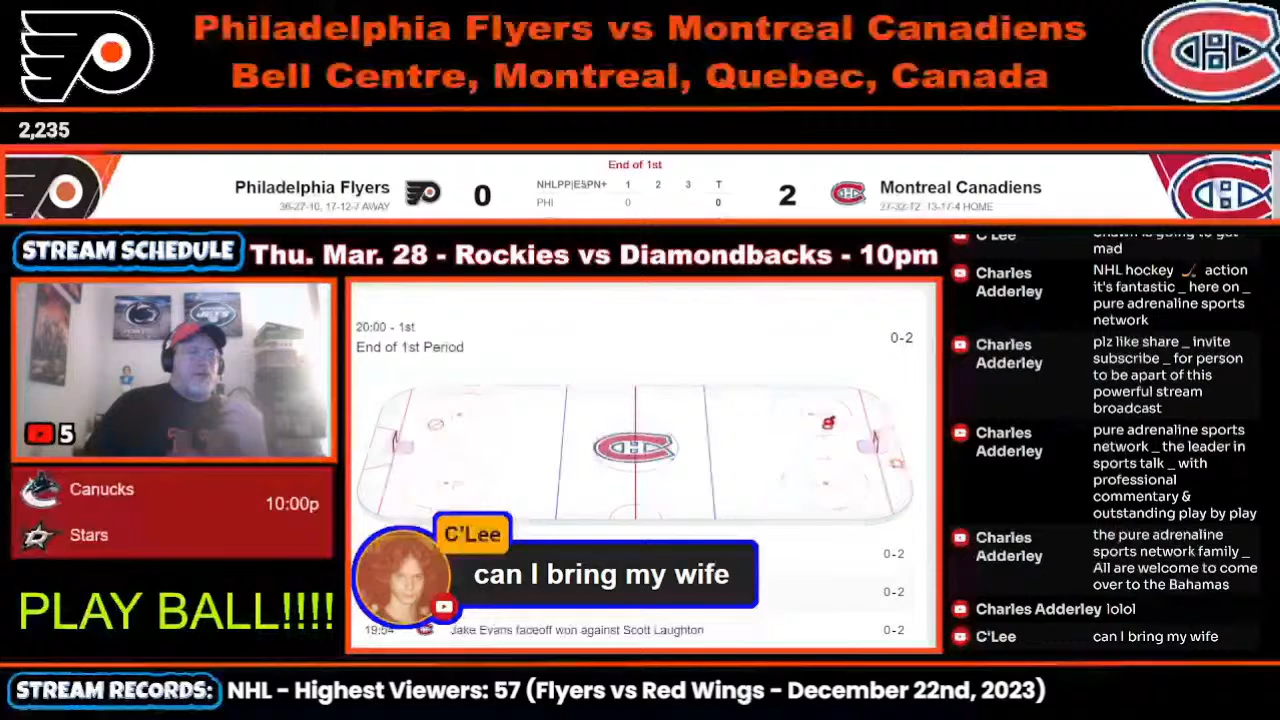 Philadelphia Flyers vs Montreal Canadiens
Bell Centre, Montreal, Quebec, Canada
2,235
End of 1st
Philadelphia Flyers
0
NHLPP|ESPN+ 1 2 3 T
PHI 0 0
2
Montreal Canadiens
STREAM SCHEDULE
Thu. Mar. 28 - Rockies vs Diamondbacks - 10pm
20:00 - 1st
End of 1st Period
0-2
5
Canucks
Stars
10:00p
PLAY BALL!!!!
C'Lee
can I bring my wife
0-2
0-2
Jake Evans faceoff won against Scott Laughton
0-2
mad
Charles Adderley
NHL hockey action
it's fantastic _ here on _
pure adrenaline sports
network
Charles Adderley
plz like share _ invite
subscribe _ for person
to be apart of this
powerful stream
broadcast
Charles Adderley
pure adrenaline sports
network _ the leader in
sports talk _ with
professional
commentary &
outstanding play by play
Charles Adderley
the pure adrenaline
sports network family _
All are welcome to come
over to the Bahamas
Charles Adderley lolol
C'Lee can I bring my wife
STREAM RECORDS:
NHL - Highest Viewers: 57 (Flyers vs Red Wings - December 22nd, 2023)